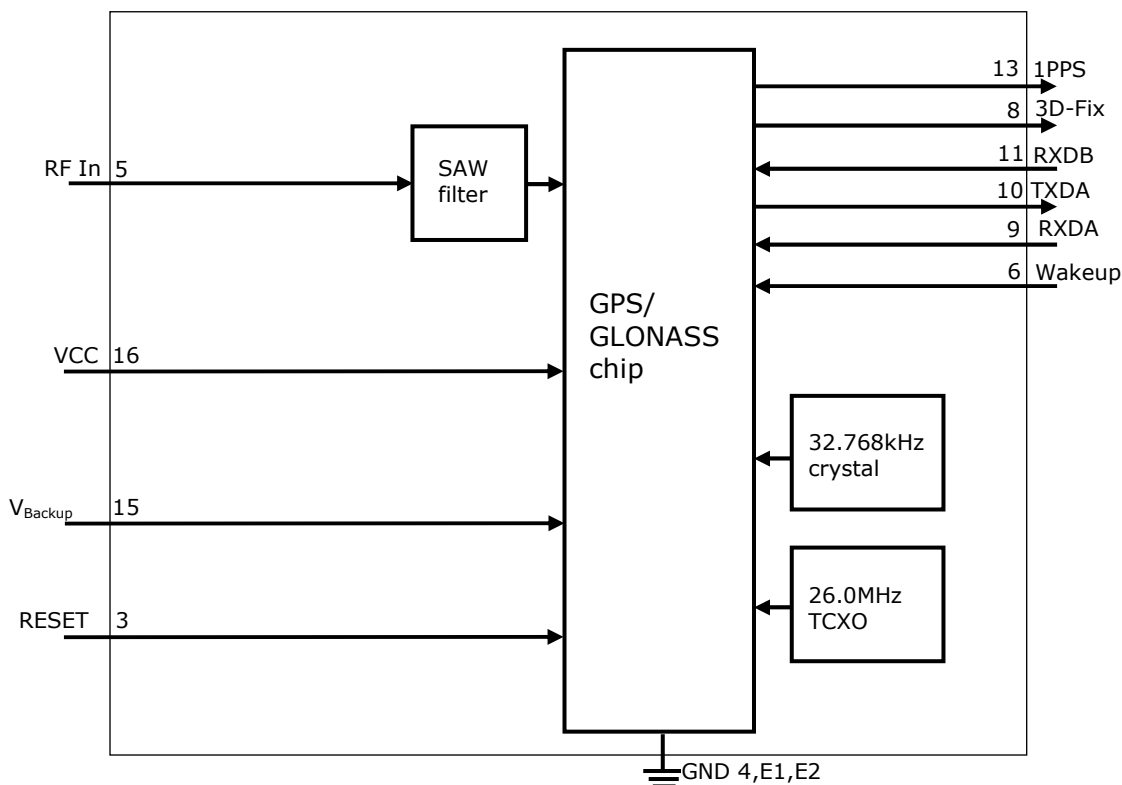 13 1PPS
8 3D-Fix
RF In 5
SAW
filter
11 RXDB
10 TXDA
9 RXDA
6 Wakeup
GPS/
GLONASS
chip
VCC 16
32.768kHz
crystal
VBackup 15
26.0MHz
TCXO
RESET 3
GND 4,E1,E2